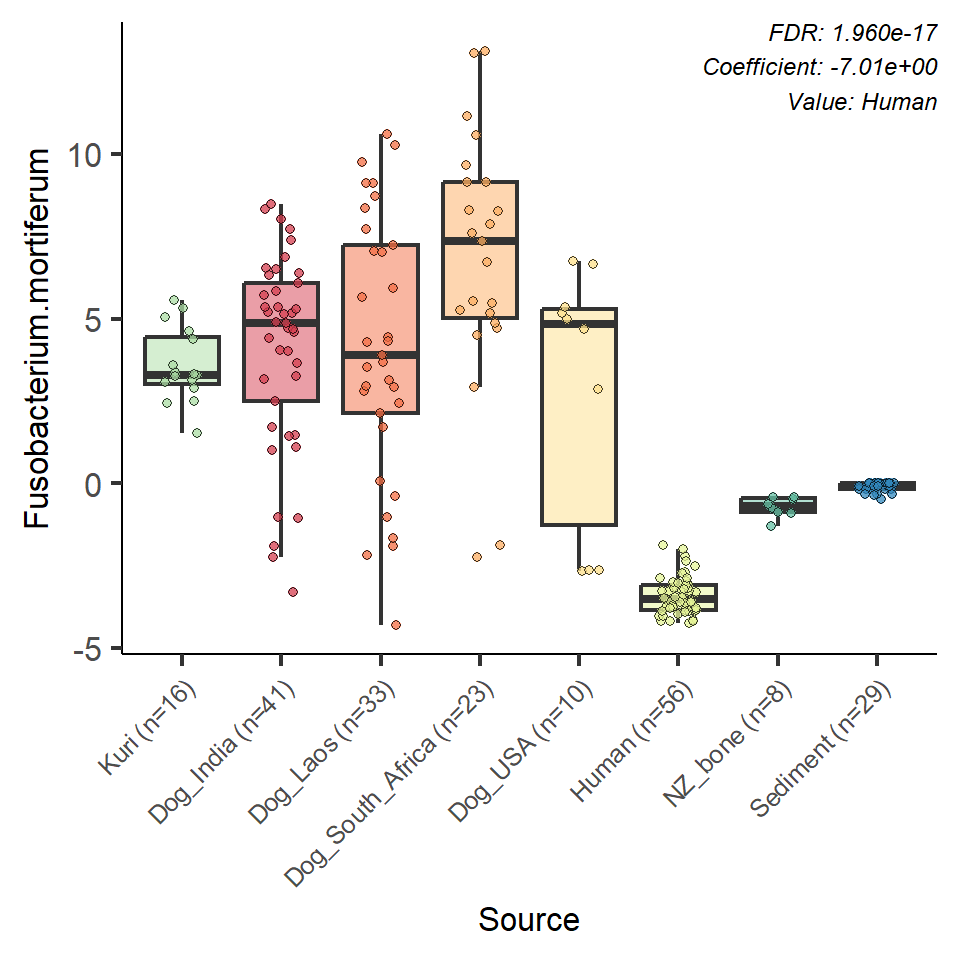 FDR: 1.960e-17
Coefficient: -7.01e+00
Value: Human
Fusobacterium.mortiferum
10
5
0
-5
Kuri (n=16)
Dog_India (n=41)
Dog_Laos (n=33)
Dog_South_Africa (n=23)
Dog_USA (n=10)
Human (n=56)
NZ_bone (n=8)
Sediment (n=29)
Source